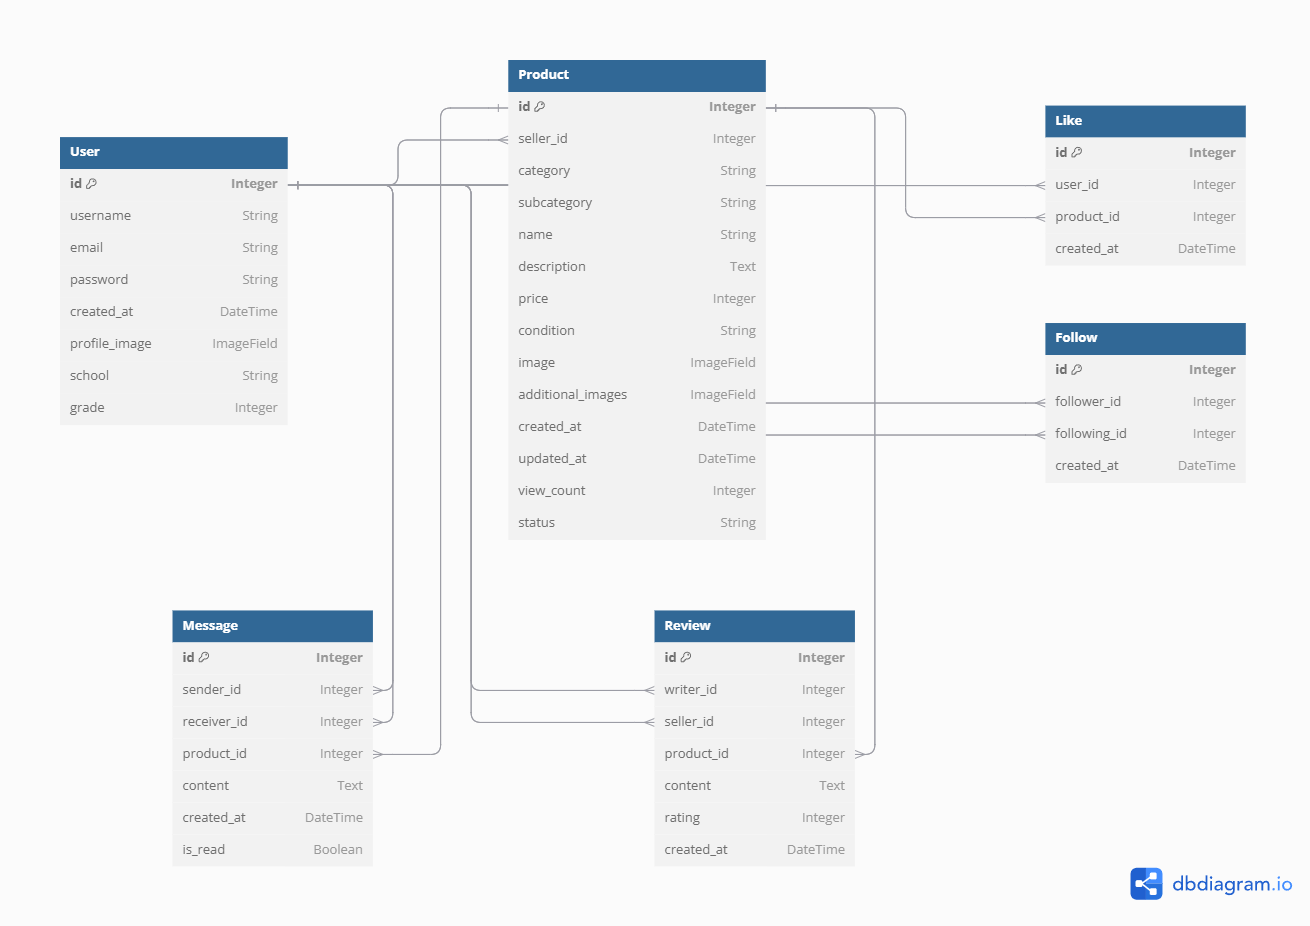 User
id Integer
username String
email String
password String
created_at DateTime
profile_image ImageField
school String
grade Integer
Product
id Integer
seller_id Integer
category String
subcategory String
name String
description Text
price Integer
condition String
image ImageField
additional_images ImageField
created_at DateTime
updated_at DateTime
view_count Integer
status String
Like
id Integer
user_id Integer
product_id Integer
created_at DateTime
Follow
id Integer
follower_id Integer
following_id Integer
created_at DateTime
Message
id Integer
sender_id Integer
receiver_id Integer
product_id Integer
content Text
created_at DateTime
is_read Boolean
Review
id Integer
writer_id Integer
seller_id Integer
product_id Integer
content Text
rating Integer
created_at DateTime
dbdiagram.io